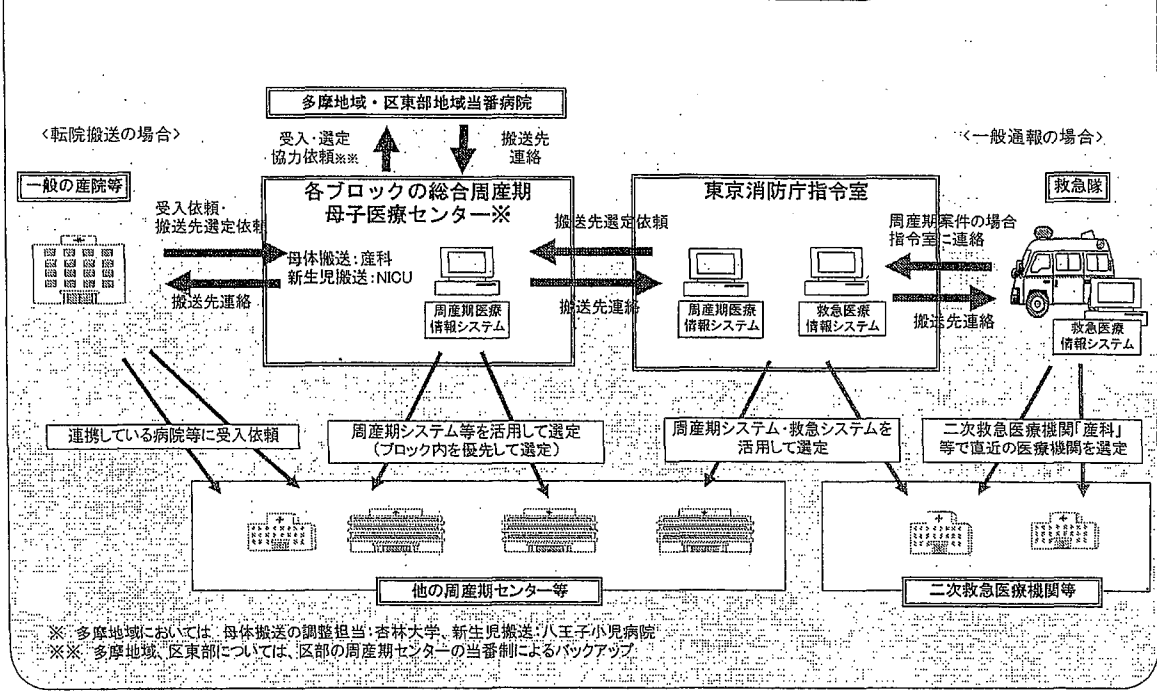 多摩地域・区東部地域当番病院
<転院搬送の場合>
受入・選定
協力依頼※※
搬送先
連絡
<一般通報の場合>
一般の産院等
各ブロックの総合周産期
母子医療センター※
東京消防庁指令室
救急隊
受入依頼・
搬送先選定依頼
搬送先連絡
母体搬送:産科
新生児搬送:NICU
周産期医療
情報システム
搬送先選定依頼
搬送先連絡
周産期医療
情報システム
救急医療
情報システム
周産期案件の場合
指令室に連絡
搬送先連絡
救急医療
情報システム
連携している病院等に受入依頼
周産期システム等を活用して選定
(ブロック内を優先して選定)
周産期システム・救急システムを
活用して選定
二次救急医療機関「産科」
等で直近の医療機関を選定
他の周産期センター等
二次救急医療機関等
※ 多摩地域においては、母体搬送の調整担当:杏林大学、新生児搬送:八王子小児病院
※※ 多摩地域、区東部については、区部の周産期センターの当番制によるバックアップ